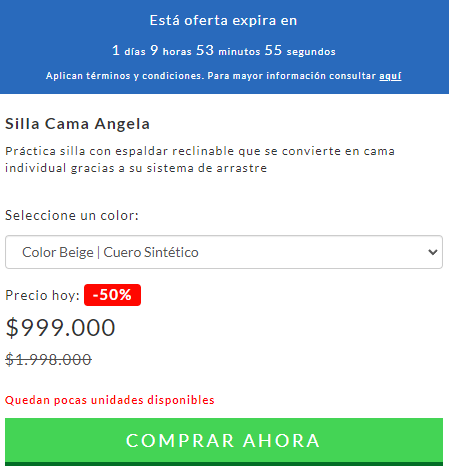 Está oferta expira en
1 días 9 horas 53 minutos 55 segundos
Aplican términos y condiciones. Para mayor información consultar aquí
Silla Cama Angela
Práctica silla con espaldar reclinable que se convierte en cama
individual gracias a su sistema de arrastre
Seleccione un color:
Color Beige | Cuero Sintético
Precio hoy: -50%
$999.000
$1.998.000
Quedan pocas unidades disponibles
COMPRAR AHORA